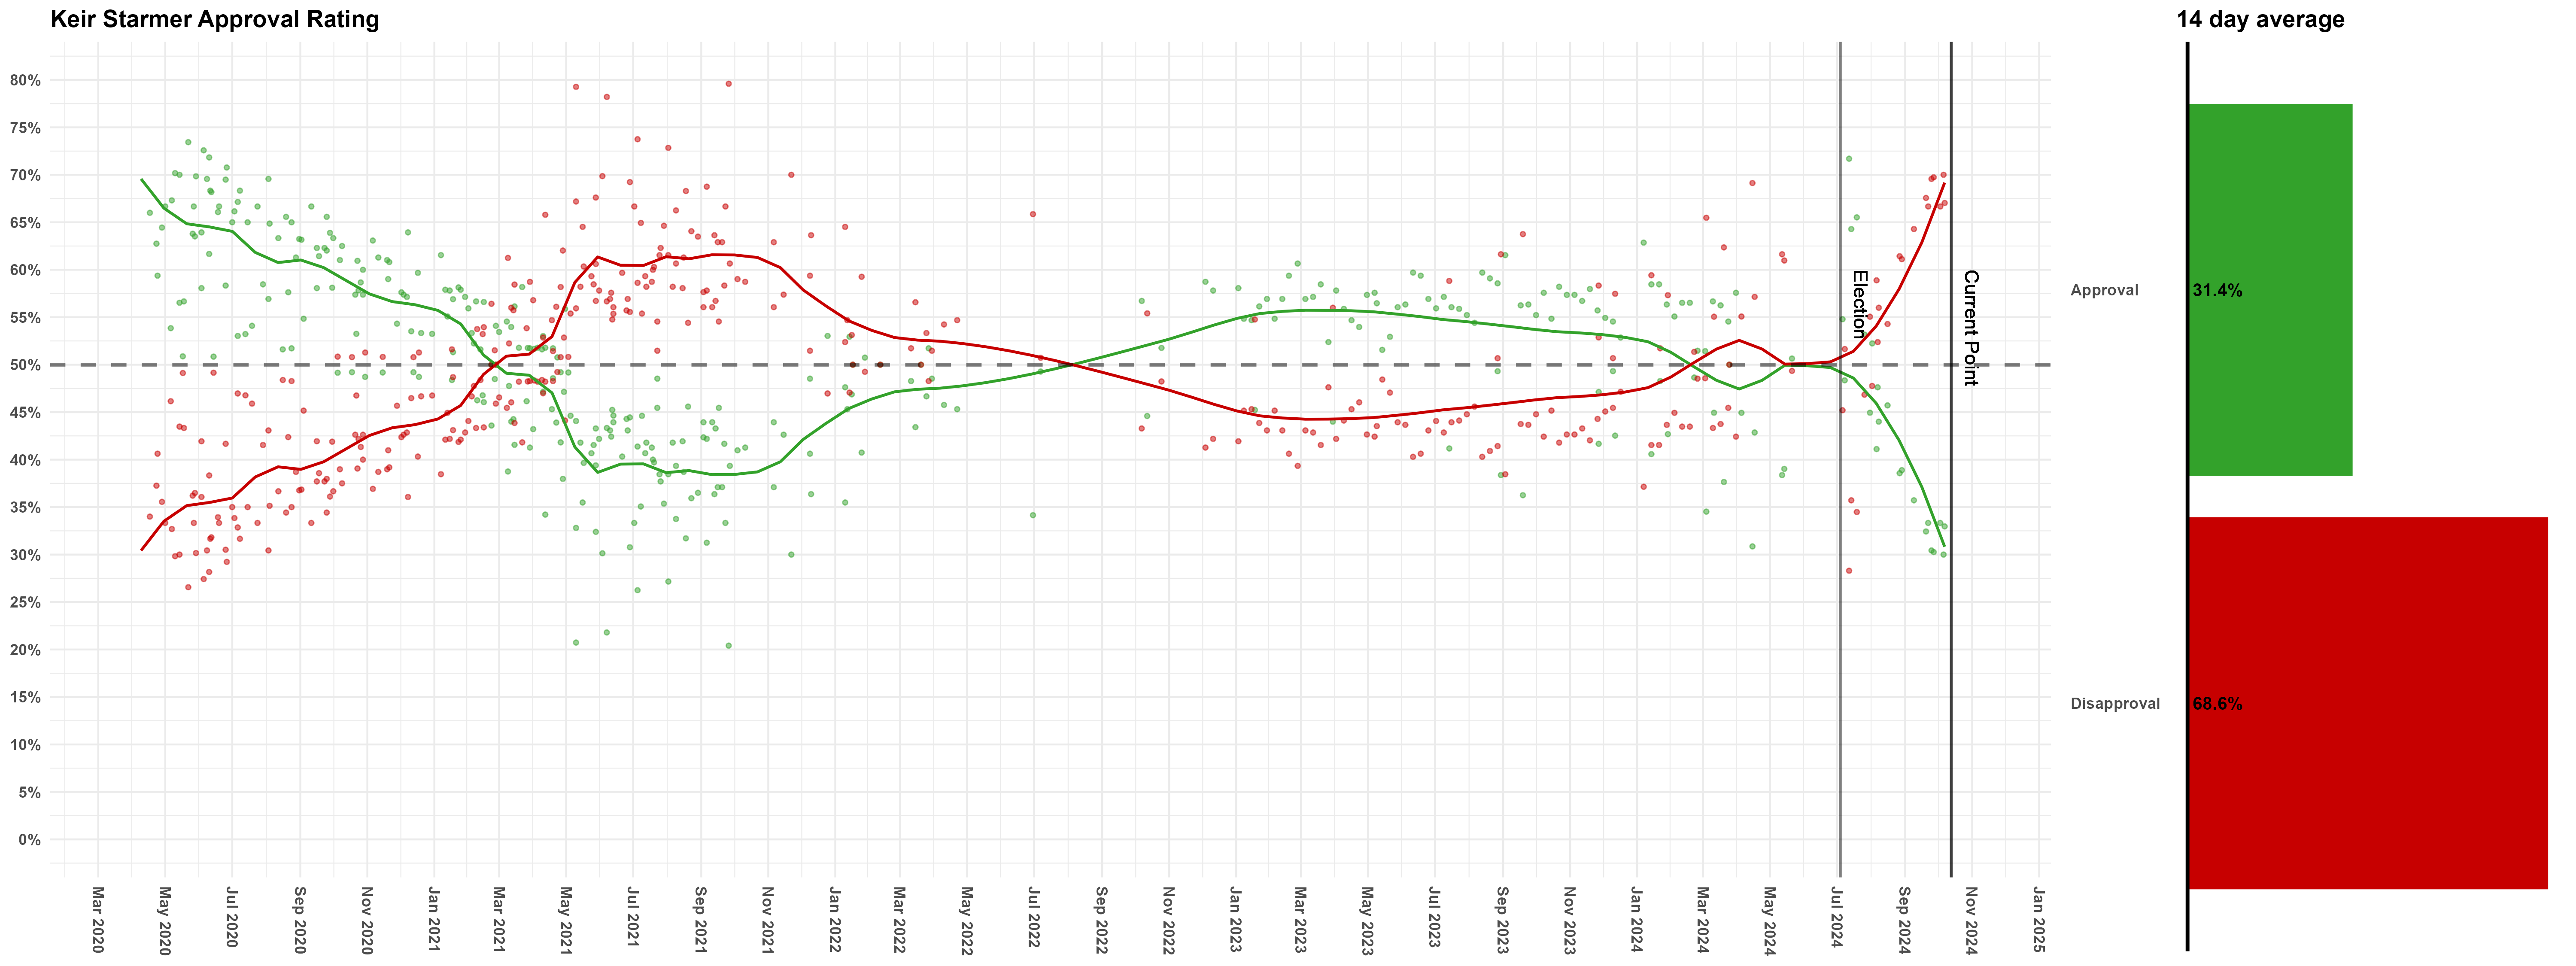 Keir Starmer Approval Rating
80%
75%
70%
65%
60%
55%
50%
45%
40%
35%
30%
25%
20%
15%
10%
5%
0%
Election
Current Point
Mar 2020
May 2020
Jul 2020
Sep 2020
Nov 2020
Jan 2021
Mar 2021
May 2021
Jul 2021
Sep 2021
Nov 2021
Jan 2022
Mar 2022
May 2022
Jul 2022
Sep 2022
Nov 2022
Jan 2023
Mar 2023
May 2023
Jul 2023
Sep 2023
Nov 2023
Jan 2024
Mar 2024
May 2024
Jul 2024
Sep 2024
Nov 2024
Jan 2025
14 day average
Approval
31.4%
Disapproval
68.6%